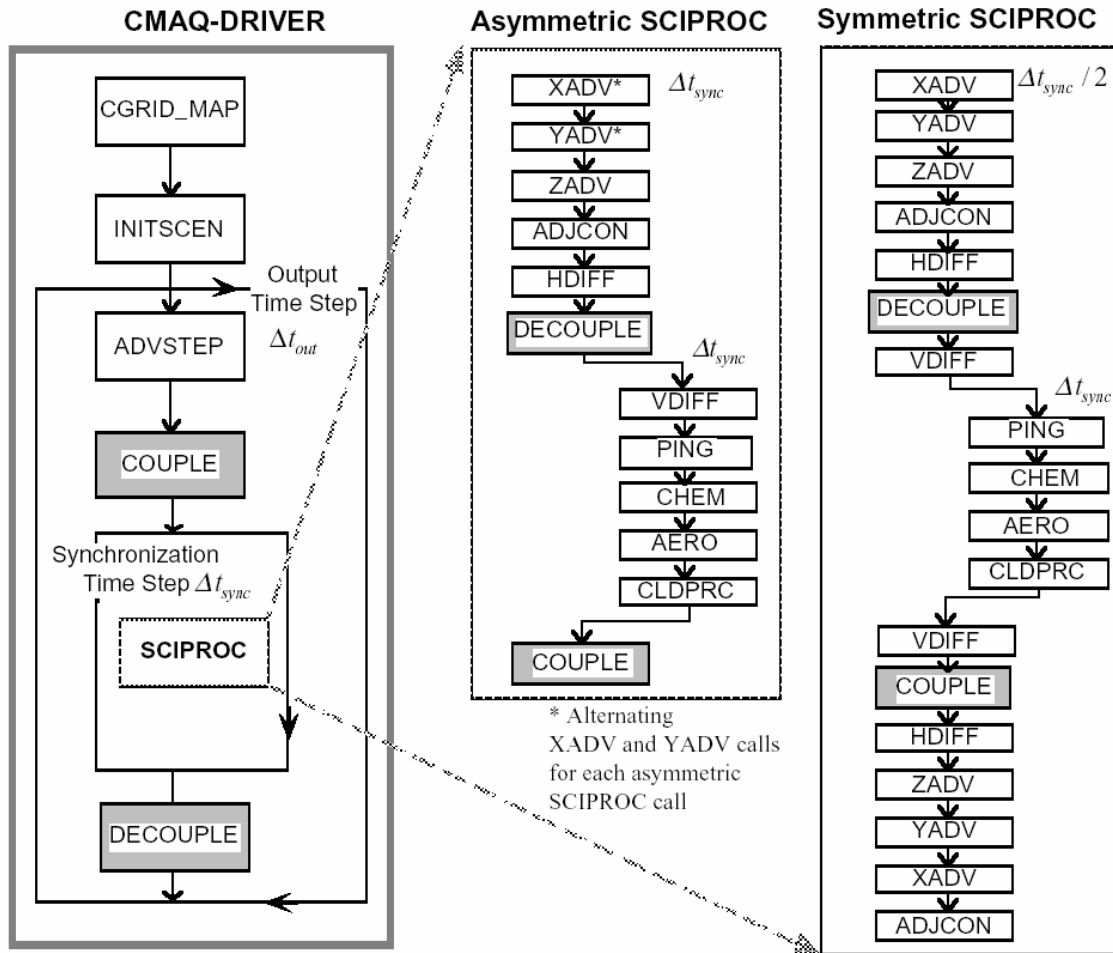 CMAQ-DRIVER
CGRID_MAP
INITSCEN
Output
Time Step
Δt_out
ADVSTEP
COUPLE
Synchronization
Time Step Δt_sync
SCIPROC
DECOUPLE
Asymmetric SCIPROC
XADV*
Δt_sync
YADV*
ZADV
ADJCON
HDIFF
DECOUPLE
Δt_sync
VDIFF
PING
CHEM
AERO
CLDPRC
COUPLE
* Alternating
XADV and YADV calls
for each asymmetric
SCIPROC call
Symmetric SCIPROC
XADV
Δt_sync / 2
YADV
ZADV
ADJCON
HDIFF
DECOUPLE
VDIFF
Δt_sync
PING
CHEM
AERO
CLDPRC
VDIFF
COUPLE
HDIFF
ZADV
YADV
XADV
ADJCON